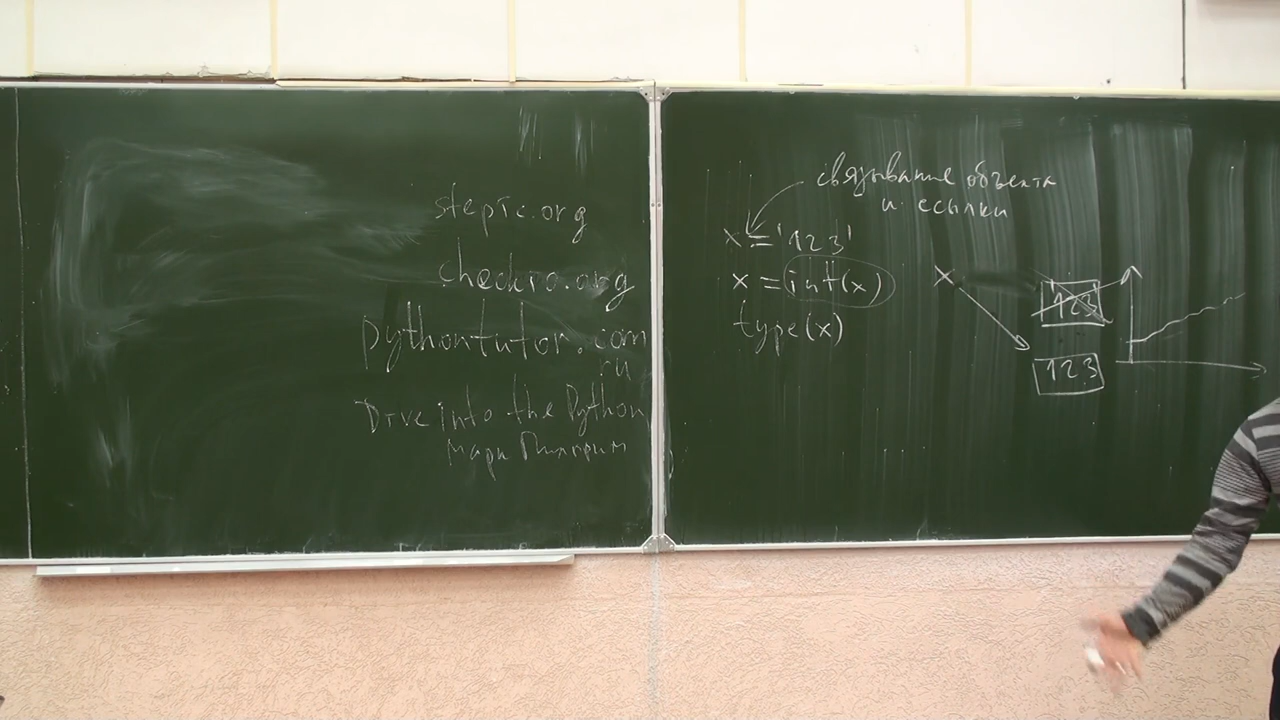 stepic.org
checkio.org
pythontutor.com
ru
Dive into the Python
Марк Пилгрим
связывание объекта
и ссылки
x = '123'
x = int(x)
type(x)
x
'123'
123